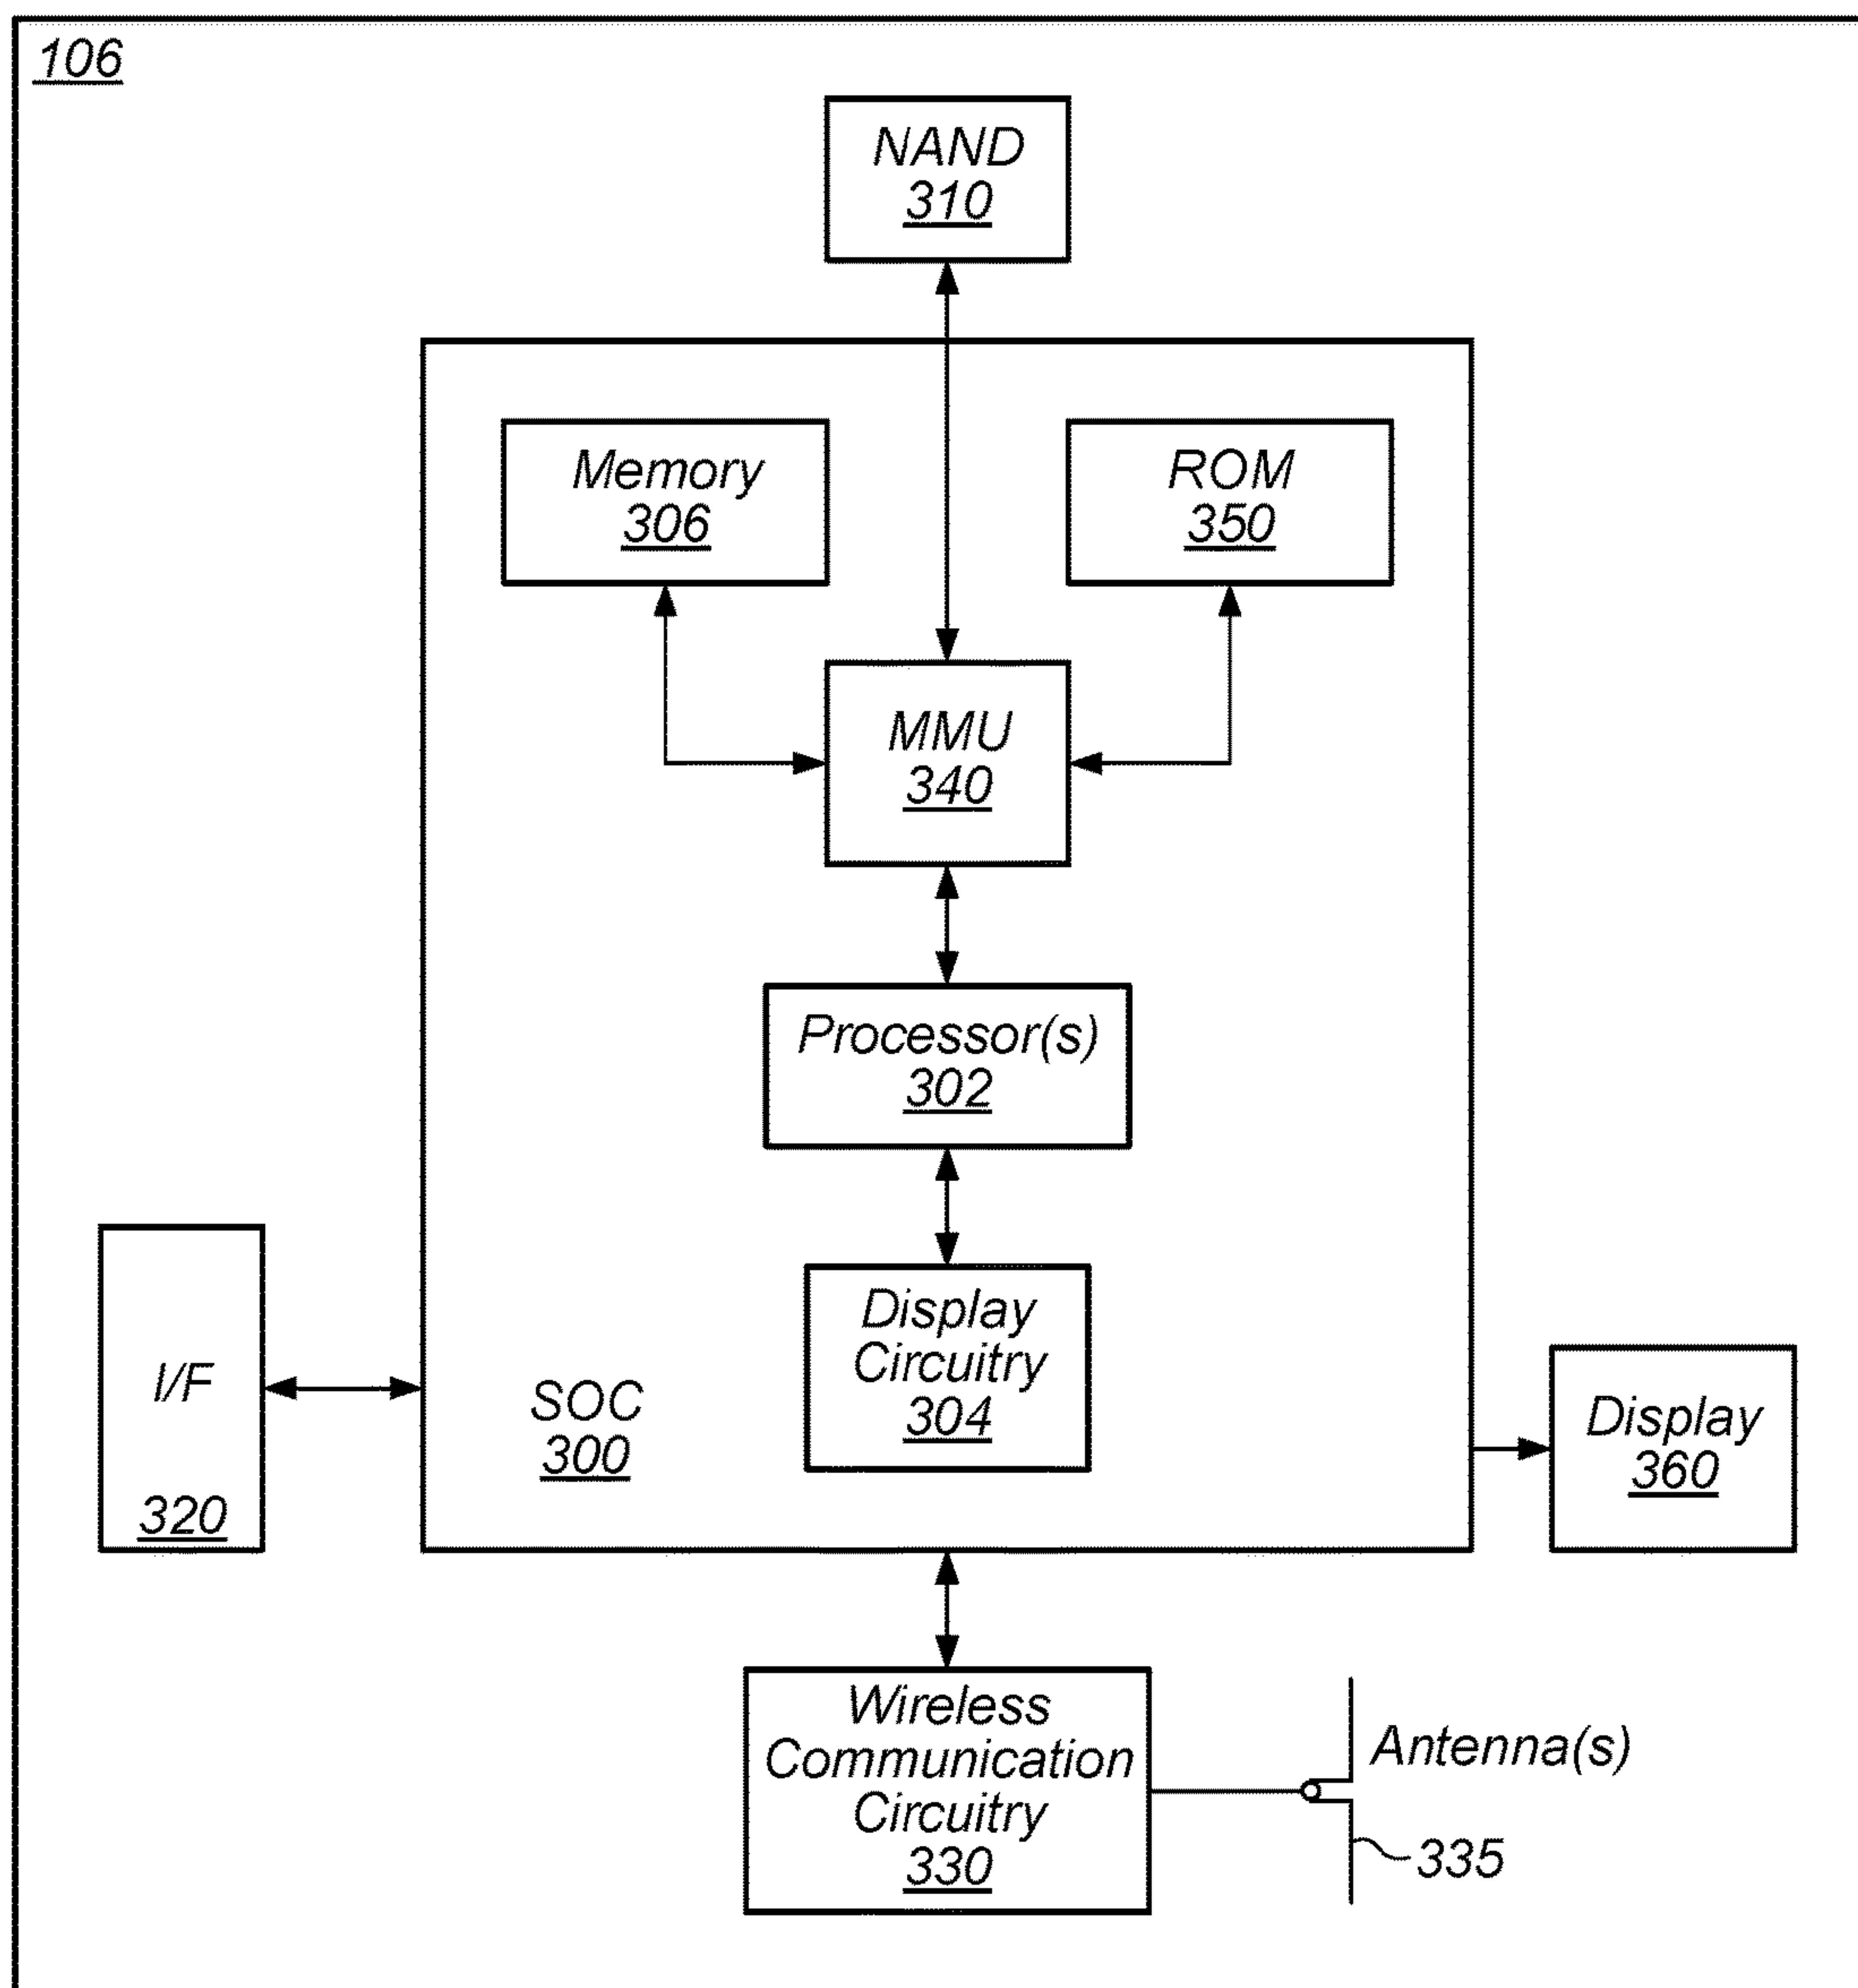 106
NAND
310
Memory
306
ROM
350
MMU
340
Processor(s)
302
Display
Circuitry
304
I/F
320
SOC
300
Display
360
Wireless
Communication
Circuitry
330
Antenna(s)
335